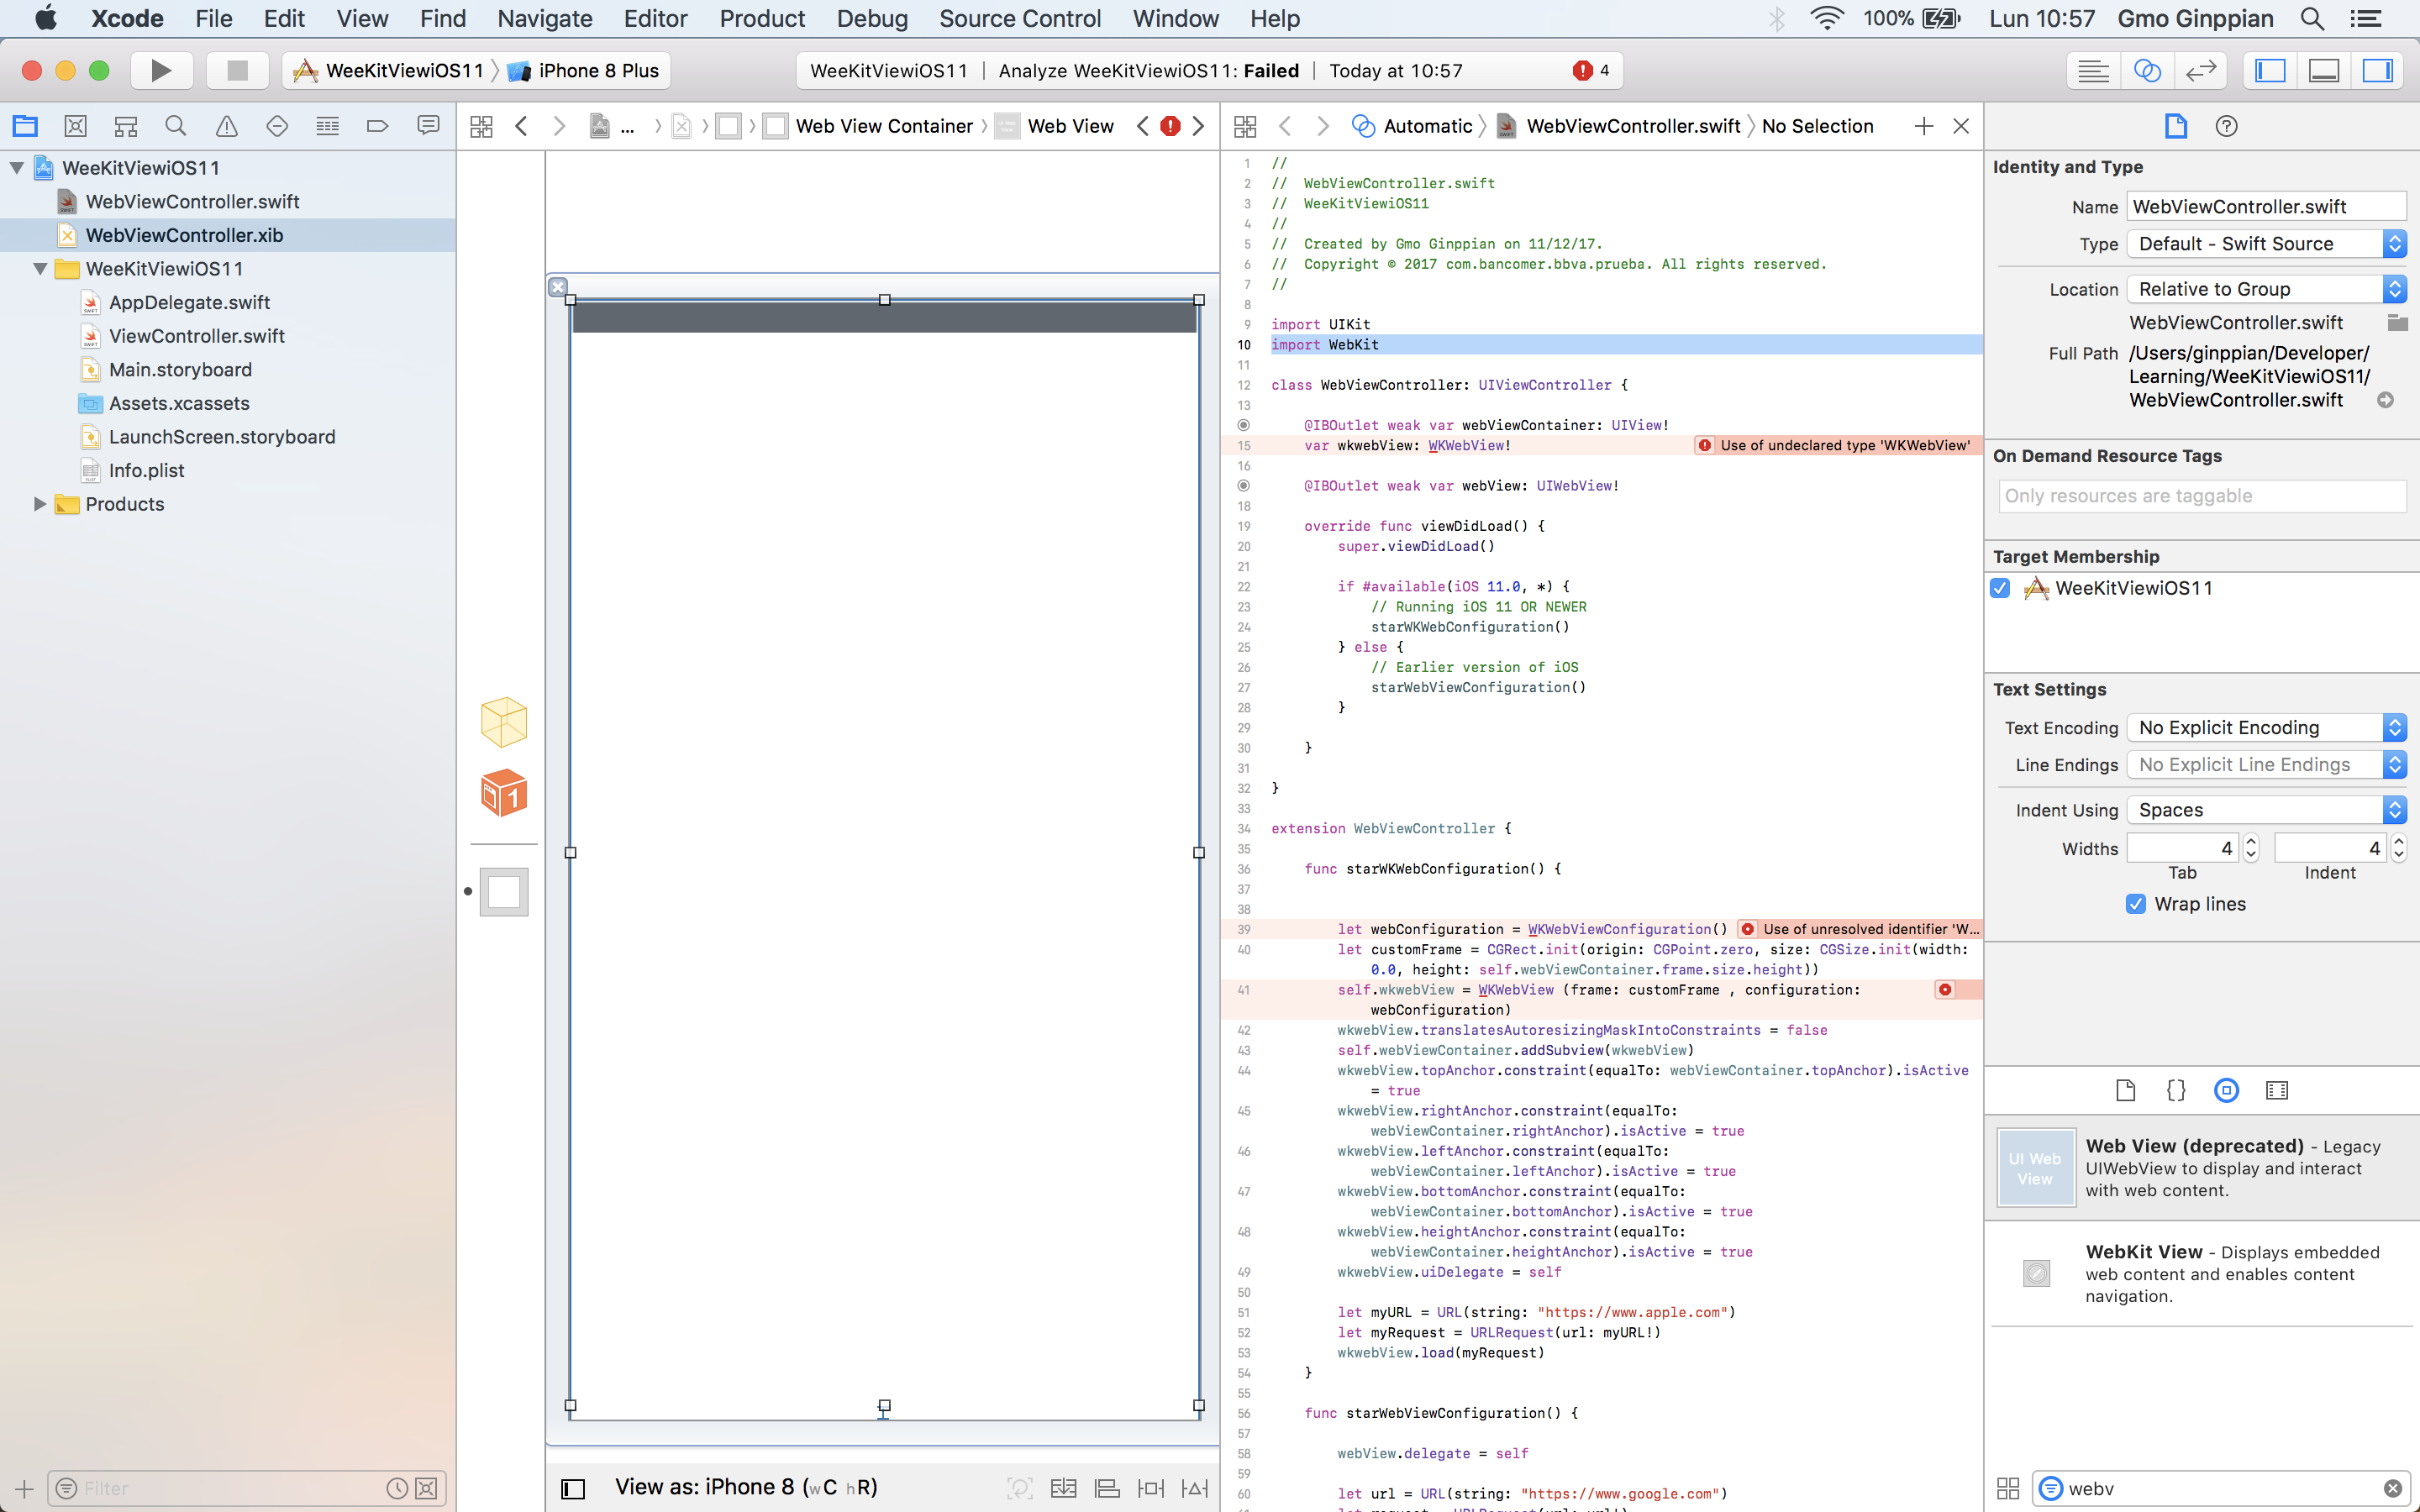 Xcode File Edit View Find Navigate Editor Product Debug Source Control Window Help 100% Lun 10:57 Gmo Ginppian
WeeKitViewiOS11 iPhone 8 Plus WeeKitViewiOS11 | Analyze WeeKitViewiOS11: Failed | Today at 10:57 4
... Web View Container Web View
Automatic WebViewController.swift No Selection
WeeKitViewiOS11
WebViewController.swift
WebViewController.xib
WeeKitViewiOS11
AppDelegate.swift
ViewController.swift
Main.storyboard
Assets.xcassets
LaunchScreen.storyboard
Info.plist
Products
Filter
1
View as: iPhone 8 (wC hR)
1 //
2 //  WebViewController.swift
3 //  WeeKitViewiOS11
4 //
5 //  Created by Gmo Ginppian on 11/12/17.
6 //  Copyright © 2017 com.bancomer.bbva.prueba. All rights reserved.
7 //
8
9 import UIKit
10 import WebKit
11
12 class WebViewController: UIViewController {
13
@IBOutlet weak var webViewContainer: UIView!
15 var wkwebView: WKWebView! Use of undeclared type 'WKWebView'
16
@IBOutlet weak var webView: UIWebView!
18
19 override func viewDidLoad() {
20 super.viewDidLoad()
21
22 if #available(iOS 11.0, *) {
23 // Running iOS 11 OR NEWER
24 starWKWebConfiguration()
25 } else {
26 // Earlier version of iOS
27 starWebViewConfiguration()
28 }
29
30 }
31
32 }
33
34 extension WebViewController {
35
36 func starWKWebConfiguration() {
37
38
39 let webConfiguration = WKWebViewConfiguration() Use of unresolved identifier 'W...
40 let customFrame = CGRect.init(origin: CGPoint.zero, size: CGSize.init(width:
0.0, height: self.webViewContainer.frame.size.height))
41 self.wkwebView = WKWebView (frame: customFrame , configuration:
webConfiguration)
42 wkwebView.translatesAutoresizingMaskIntoConstraints = false
43 self.webViewContainer.addSubview(wkwebView)
44 wkwebView.topAnchor.constraint(equalTo: webViewContainer.topAnchor).isActive
= true
45 wkwebView.rightAnchor.constraint(equalTo:
webViewContainer.rightAnchor).isActive = true
46 wkwebView.leftAnchor.constraint(equalTo:
webViewContainer.leftAnchor).isActive = true
47 wkwebView.bottomAnchor.constraint(equalTo:
webViewContainer.bottomAnchor).isActive = true
48 wkwebView.heightAnchor.constraint(equalTo:
webViewContainer.heightAnchor).isActive = true
49 wkwebView.uiDelegate = self
50
51 let myURL = URL(string: "https://www.apple.com")
52 let myRequest = URLRequest(url: myURL!)
53 wkwebView.load(myRequest)
54 }
55
56 func starWebViewConfiguration() {
57
58 webView.delegate = self
59
60 let url = URL(string: "https://www.google.com")
Identity and Type
Name WebViewController.swift
Type Default - Swift Source
Location Relative to Group
WebViewController.swift
Full Path /Users/ginppian/Developer/
Learning/WeeKitViewiOS11/
WebViewController.swift
On Demand Resource Tags
Only resources are taggable
Target Membership
WeeKitViewiOS11
Text Settings
Text Encoding No Explicit Encoding
Line Endings No Explicit Line Endings
Indent Using Spaces
Widths 4 4
Tab Indent
Wrap lines
UI Web
View
Web View (deprecated) - Legacy
UIWebView to display and interact
with web content.
WebKit View - Displays embedded
web content and enables content
navigation.
webv